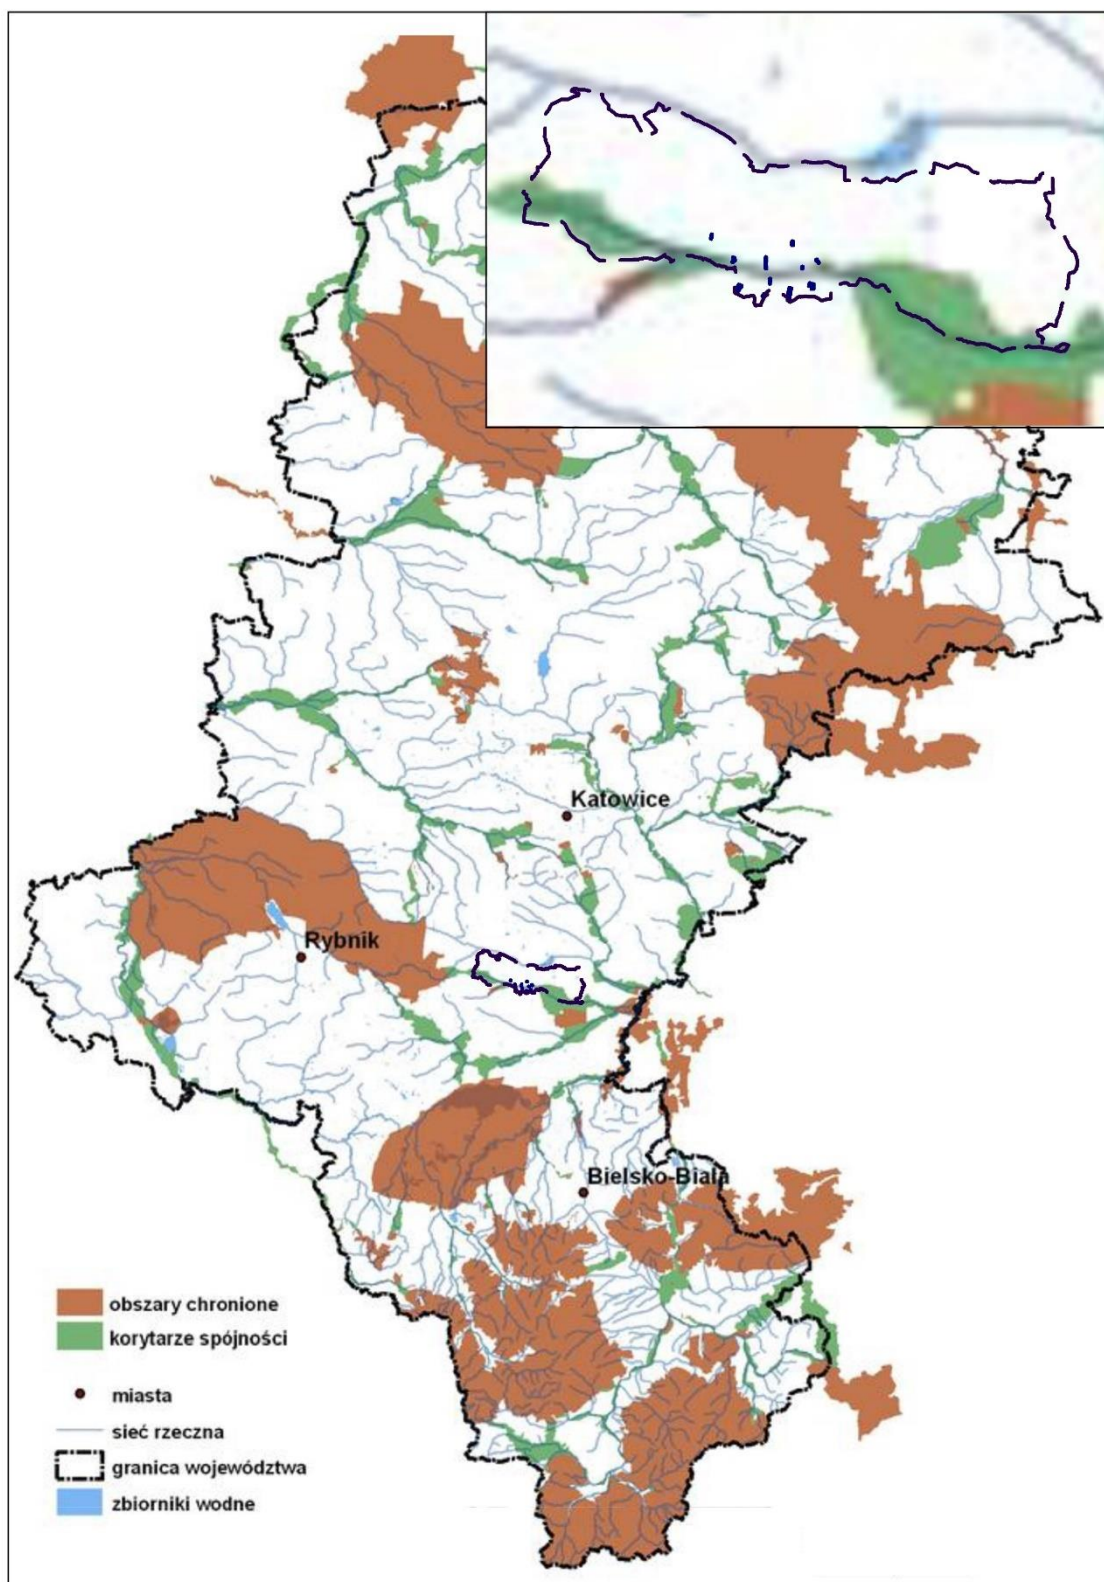 Katowice
Rybnik
Bielsko-Biała
obszary chronione
korytarze spójności
miasta
sieć rzeczna
granica województwa
zbiorniki wodne